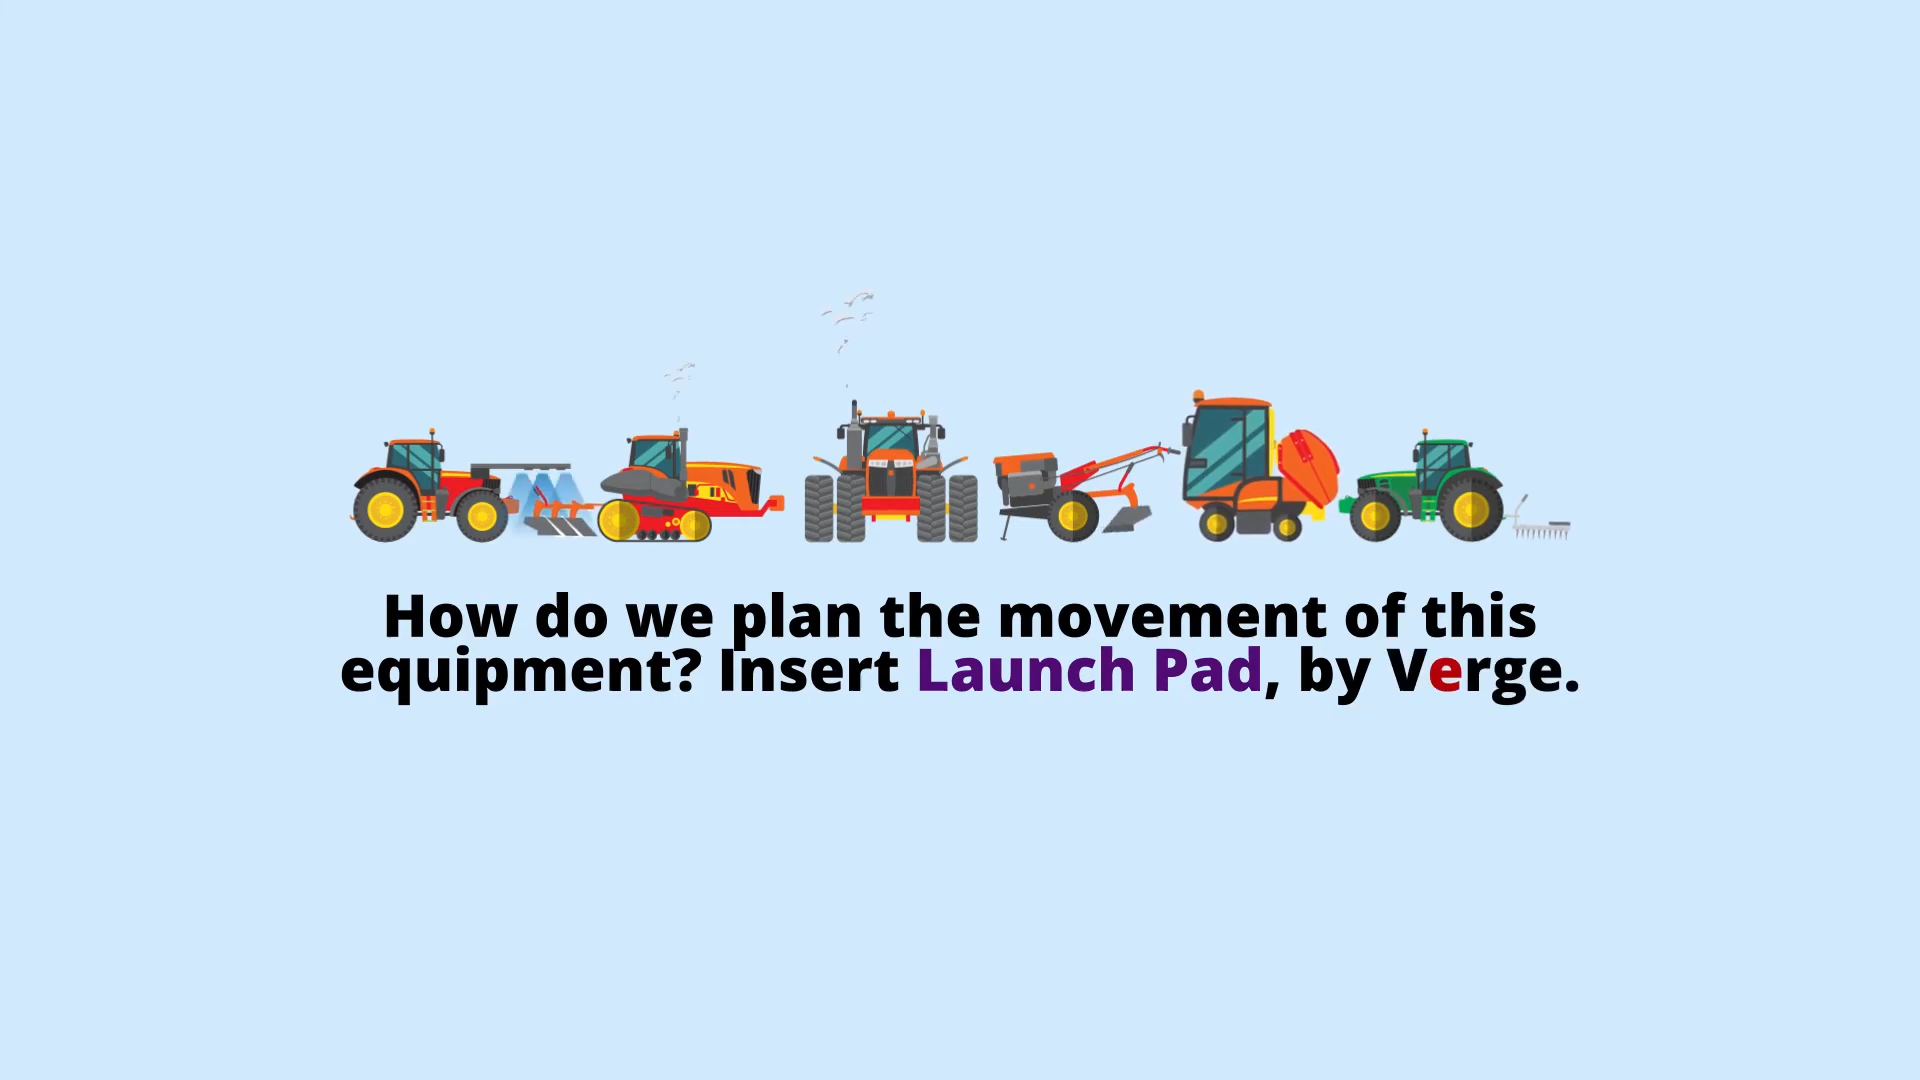 How do we plan the movement of this
equipment? Insert Launch Pad, by Verge.